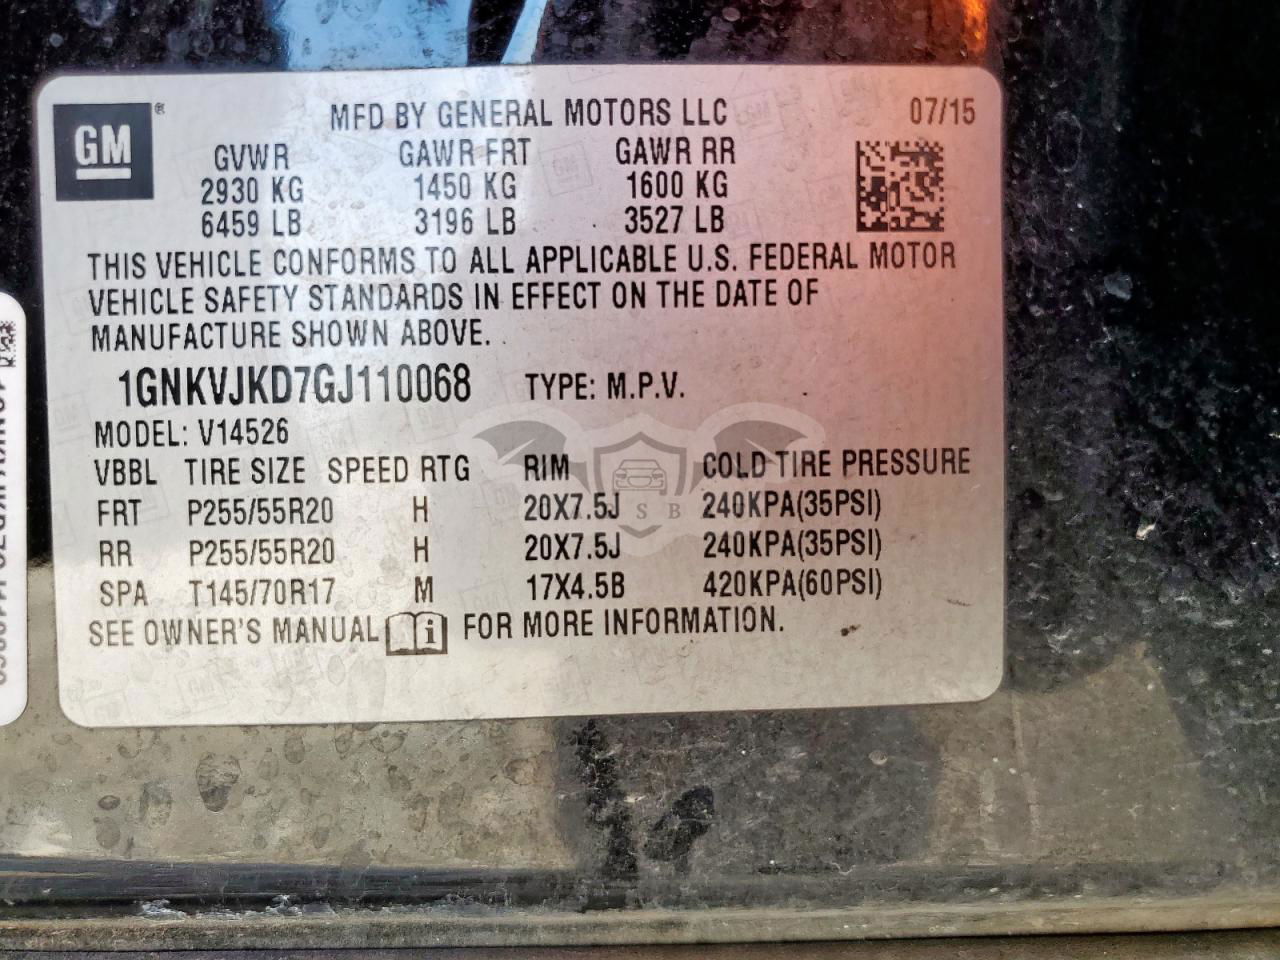 GM®
MFD BY GENERAL MOTORS LLC 07/15
GVWR GAWR FRT GAWR RR
2930 KG 1450 KG 1600 KG
6459 LB 3196 LB 3527 LB
THIS VEHICLE CONFORMS TO ALL APPLICABLE U.S. FEDERAL MOTOR
VEHICLE SAFETY STANDARDS IN EFFECT ON THE DATE OF
MANUFACTURE SHOWN ABOVE.
1GNKVJKD7GJ110068 TYPE: M.P.V.
MODEL: V14526
VBBL TIRE SIZE SPEED RTG RIM COLD TIRE PRESSURE
FRT P255/55R20 H 20X7.5J 240KPA(35PSI)
RR P255/55R20 H 20X7.5J 240KPA(35PSI)
SPA T145/70R17 M 17X4.5B 420KPA(60PSI)
SEE OWNER'S MANUAL i FOR MORE INFORMATION.
S B